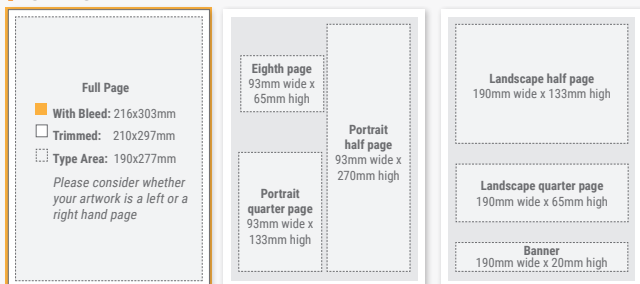 Full Page
With Bleed: 216x303mm
Trimmed: 210x297mm
Type Area: 190x277mm
Please consider whether
your artwork is a left or a
right hand page
Eighth page
93mm wide x
65mm high
Portrait
quarter page
93mm wide x
133mm high
Portrait
half page
93mm wide x
270mm high
Landscape half page
190mm wide x 133mm high
Landscape quarter page
190mm wide x 65mm high
Banner
190mm wide x 20mm high